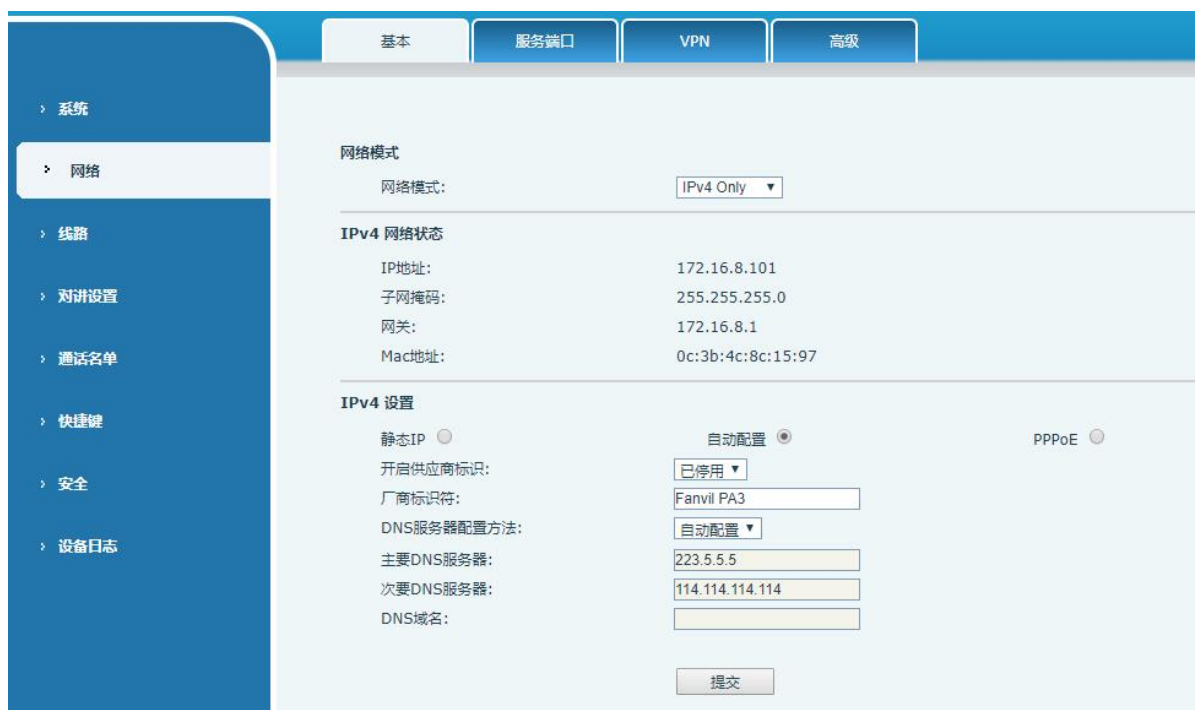 基本 服务端口 VPN 高级
系统
网络
线路
对讲设置
通话名单
快捷键
安全
设备日志
网络模式
网络模式: IPv4 Only
IPv4 网络状态
IP地址: 172.16.8.101
子网掩码: 255.255.255.0
网关: 172.16.8.1
Mac地址: 0c:3b:4c:8c:15:97
IPv4 设置
静态IP 自动配置 PPPoE
开启供应商标识: 已停用
厂商标识符: Fanvil PA3
DNS服务器配置方法: 自动配置
主要DNS服务器: 223.5.5.5
次要DNS服务器: 114.114.114.114
DNS域名:
提交